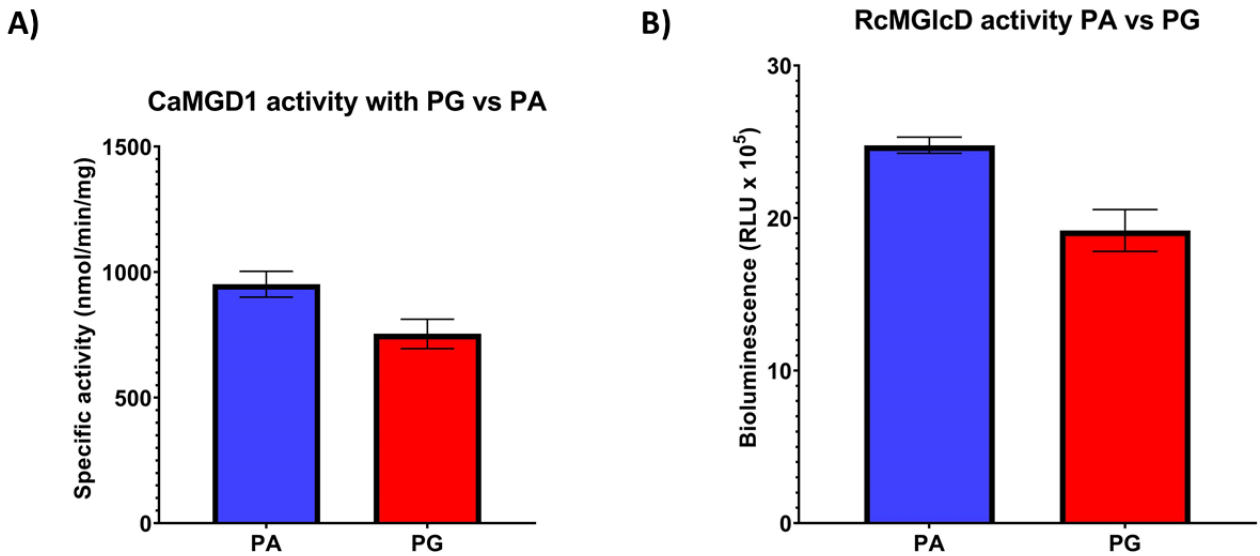 A)
CaMGD1 activity with PG vs PA
Specific activity (nmol/min/mg)
1500
1000
500
0
PA
PG
B)
RcMGlcD activity PA vs PG
Bioluminescence (RLU x 10⁵)
30
20
10
0
PA
PG